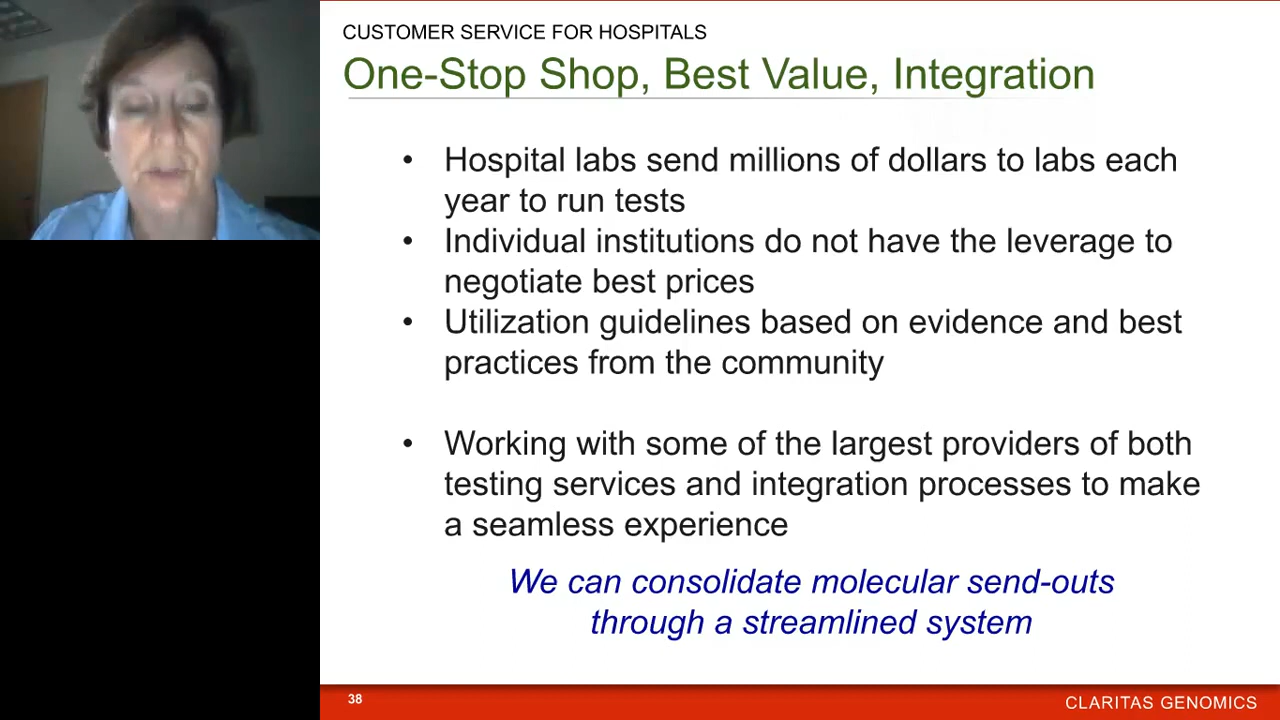 CUSTOMER SERVICE FOR HOSPITALS
One-Stop Shop, Best Value, Integration
• Hospital labs send millions of dollars to labs each
year to run tests
• Individual institutions do not have the leverage to
negotiate best prices
• Utilization guidelines based on evidence and best
practices from the community
• Working with some of the largest providers of both
testing services and integration processes to make
a seamless experience
We can consolidate molecular send-outs
through a streamlined system
38
CLARITAS GENOMICS